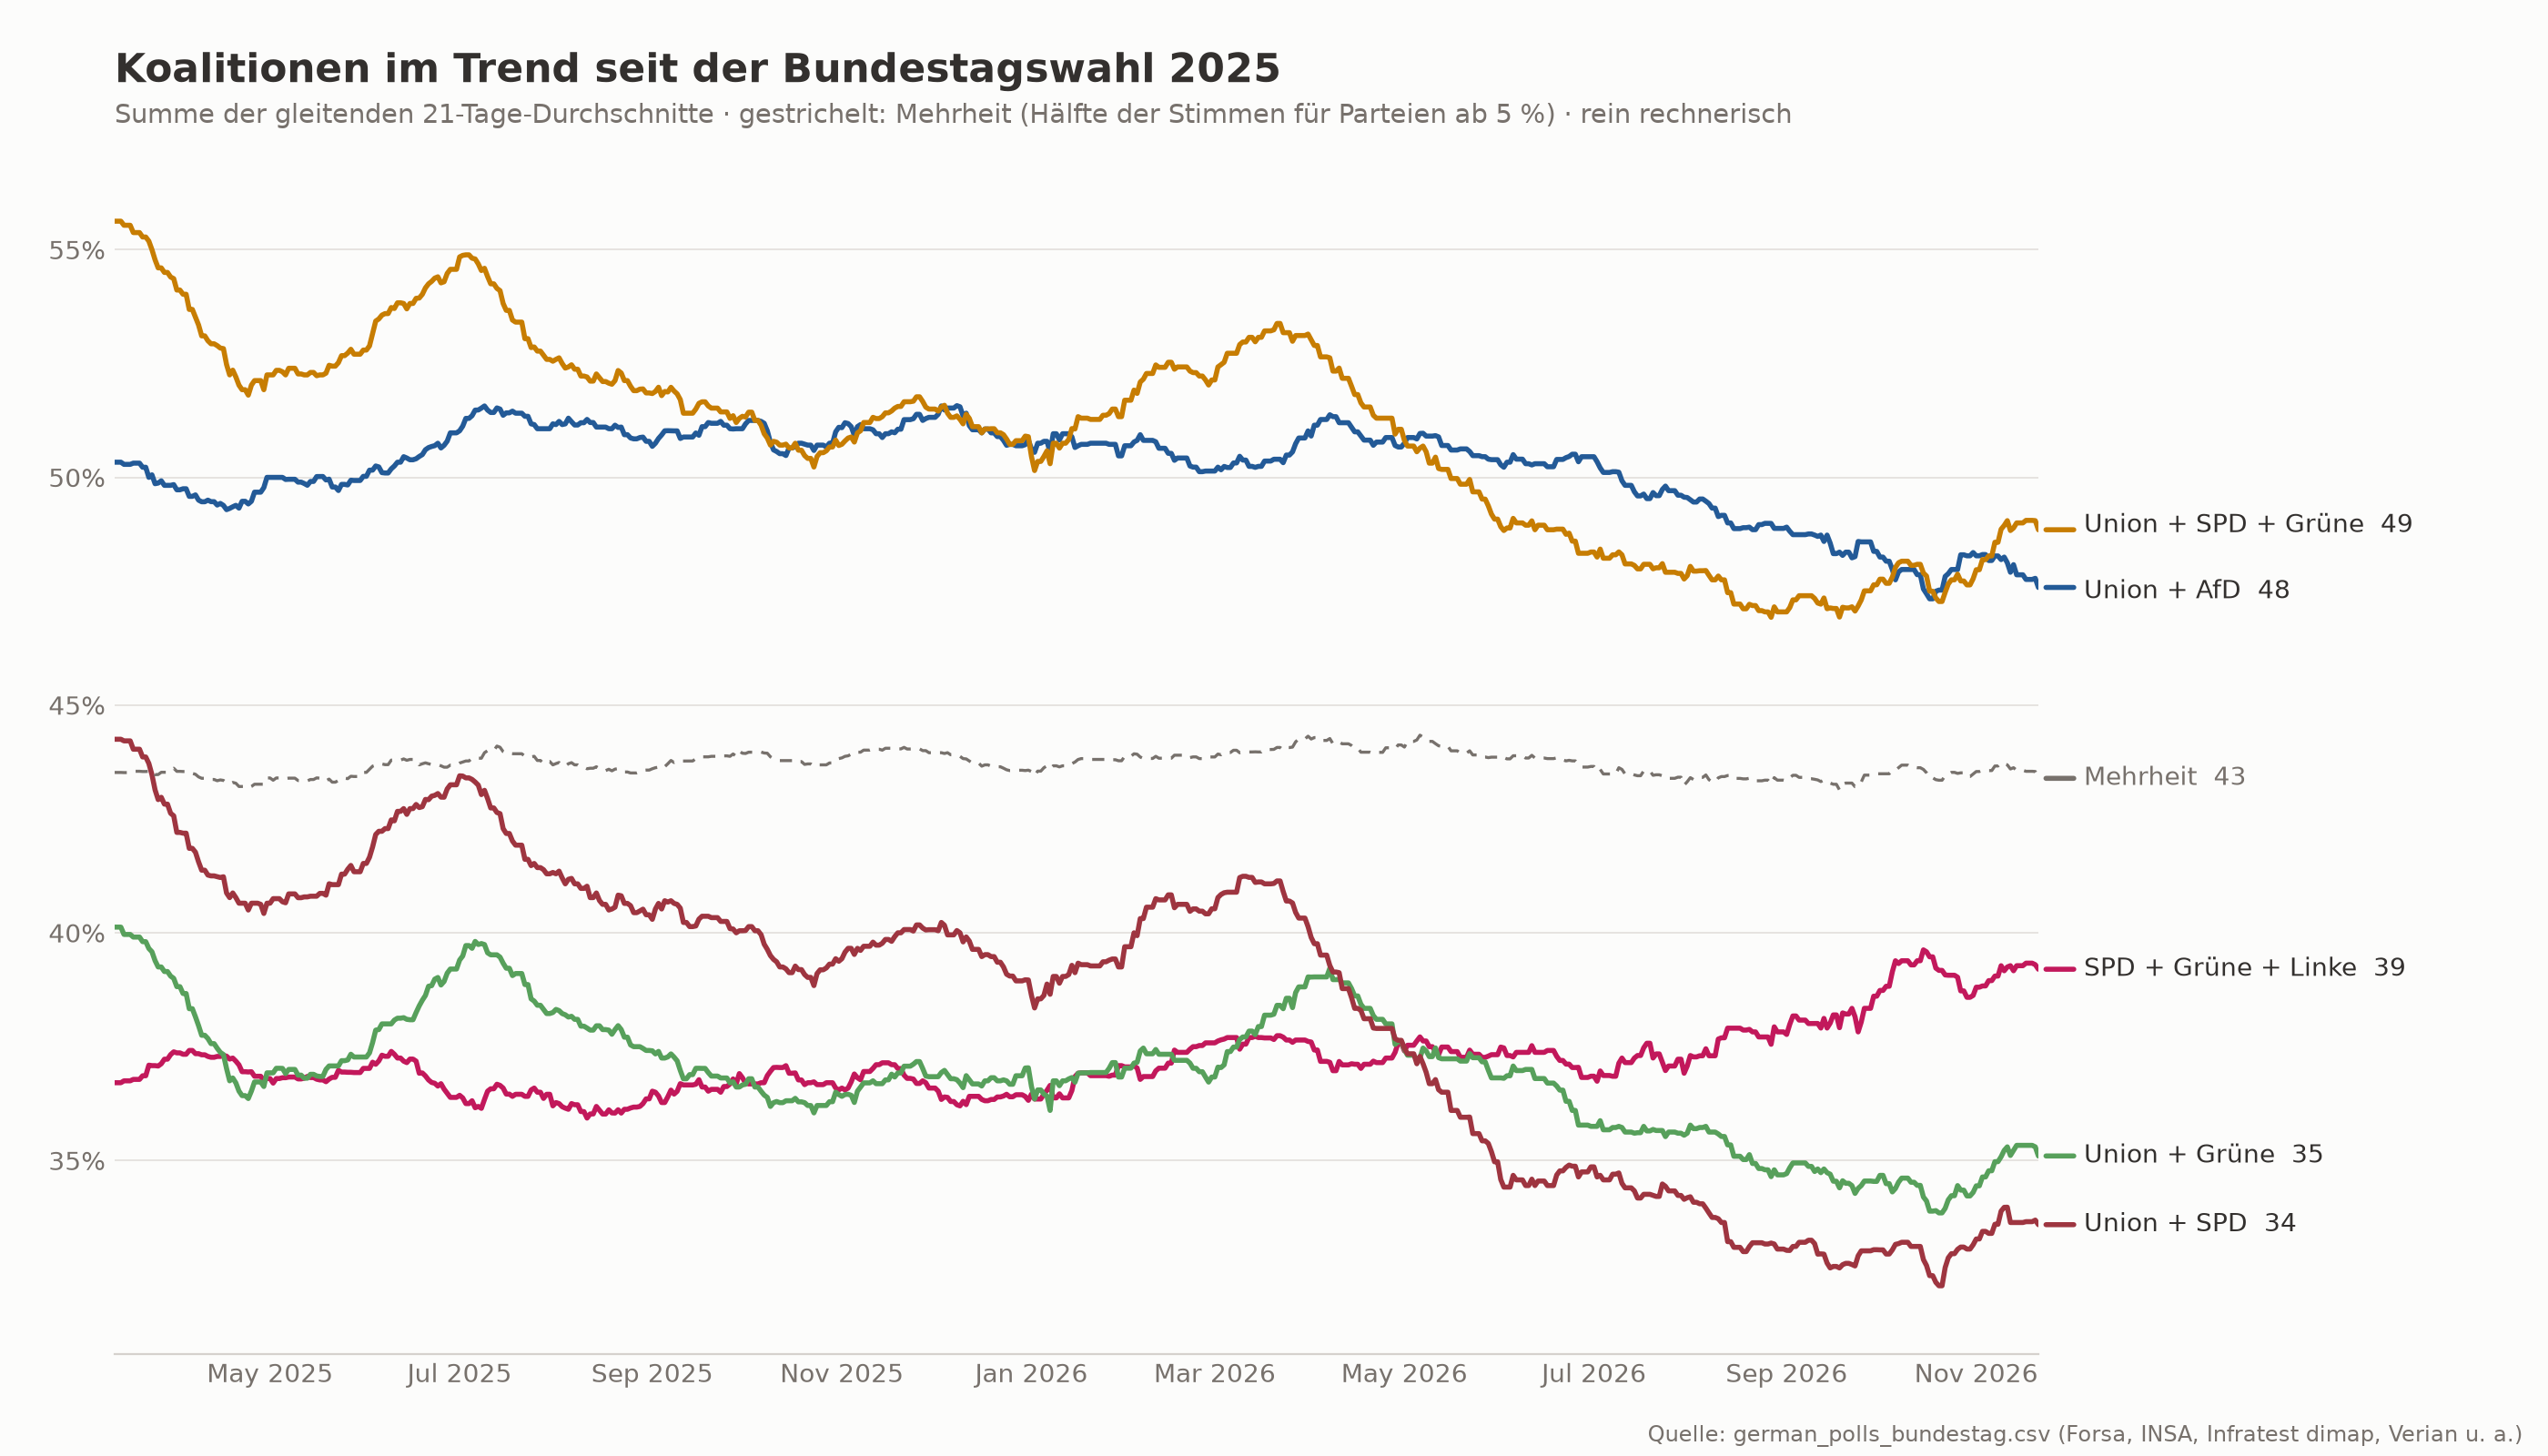 Koalitionen im Trend seit der Bundestagswahl 2025
Summe der gleitenden 21-Tage-Durchschnitte · gestrichelt: Mehrheit (Hälfte der Stimmen für Parteien ab 5 %) · rein rechnerisch
55%
50%
45%
40%
35%
Union + SPD + Grüne 49
Union + AfD 48
Mehrheit 43
SPD + Grüne + Linke 39
Union + Grüne 35
Union + SPD 34
May 2025
Jul 2025
Sep 2025
Nov 2025
Jan 2026
Mar 2026
May 2026
Jul 2026
Sep 2026
Nov 2026
Quelle: german_polls_bundestag.csv (Forsa, INSA, Infratest dimap, Verian u. a.)